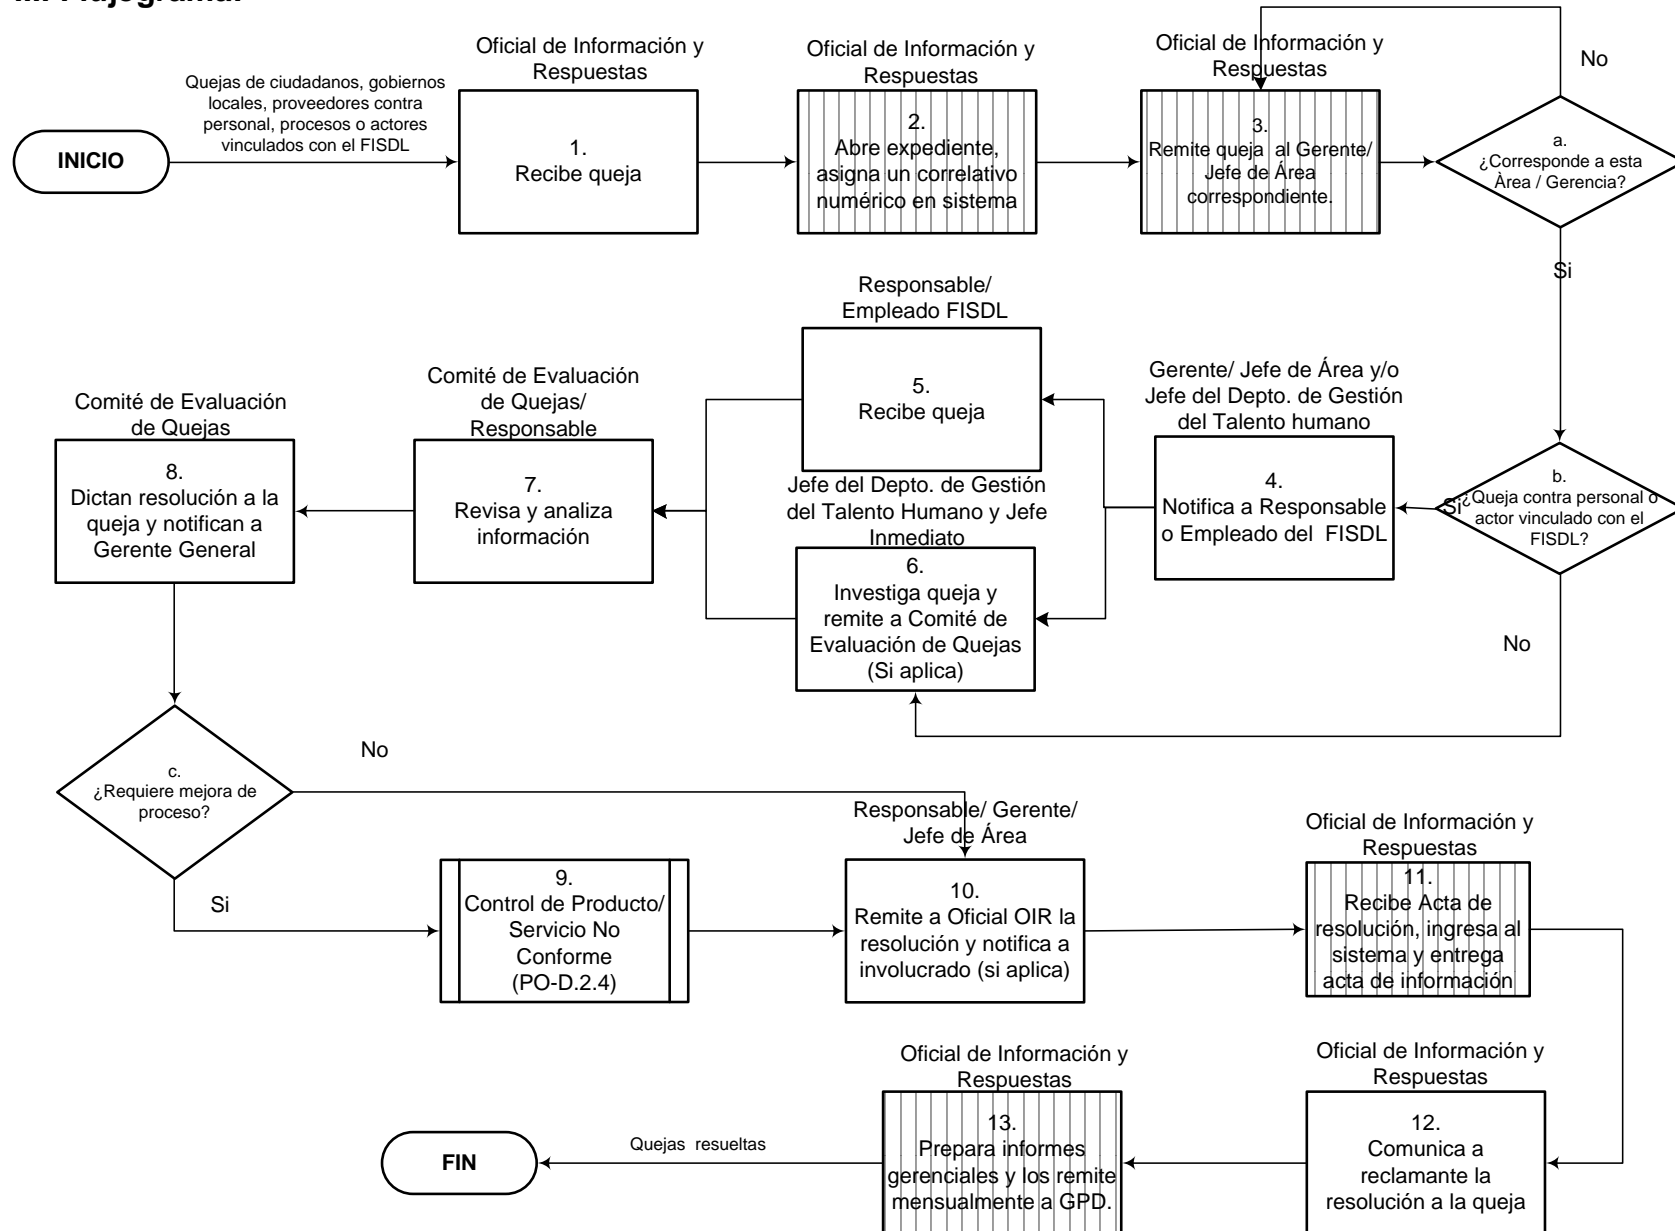 INICIO
Quejas de ciudadanos, gobiernos
locales, proveedores contra
personal, procesos o actores
vinculados con el FISDL
Oficial de Información y
Respuestas
1.
Recibe queja
Oficial de Información y
Respuestas
2.
Abre expediente,
asigna un correlativo
numérico en sistema
Oficial de Información y
Respuestas
3.
Remite queja al Gerente/
Jefe de Área
correspondiente.
No
a.
¿Corresponde a esta
Àrea / Gerencia?
Si
b.
¿Queja contra personal o
actor vinculado con el
FISDL?
Si
No
Gerente/ Jefe de Área y/o
Jefe del Depto. de Gestión
del Talento humano
4.
Notifica a Responsable
o Empleado del FISDL
Responsable/
Empleado FISDL
5.
Recibe queja
Jefe del Depto. de Gestión
del Talento Humano y Jefe
Inmediato
6.
Investiga queja y
remite a Comité de
Evaluación de Quejas
(Si aplica)
Comité de Evaluación
de Quejas/
Responsable
7.
Revisa y analiza
información
Comité de Evaluación
de Quejas
8.
Dictan resolución a la
queja y notifican a
Gerente General
c.
¿Requiere mejora de
proceso?
No
Si
9.
Control de Producto/
Servicio No
Conforme
(PO-D.2.4)
Responsable/ Gerente/
Jefe de Área
10.
Remite a Oficial OIR la
resolución y notifica a
involucrado (si aplica)
Oficial de Información y
Respuestas
11.
Recibe Acta de
resolución, ingresa al
sistema y entrega
acta de información
Oficial de Información y
Respuestas
12.
Comunica a
reclamante la
resolución a la queja
Oficial de Información y
Respuestas
13.
Prepara informes
gerenciales y los remite
mensualmente a GPD.
Quejas resueltas
FIN